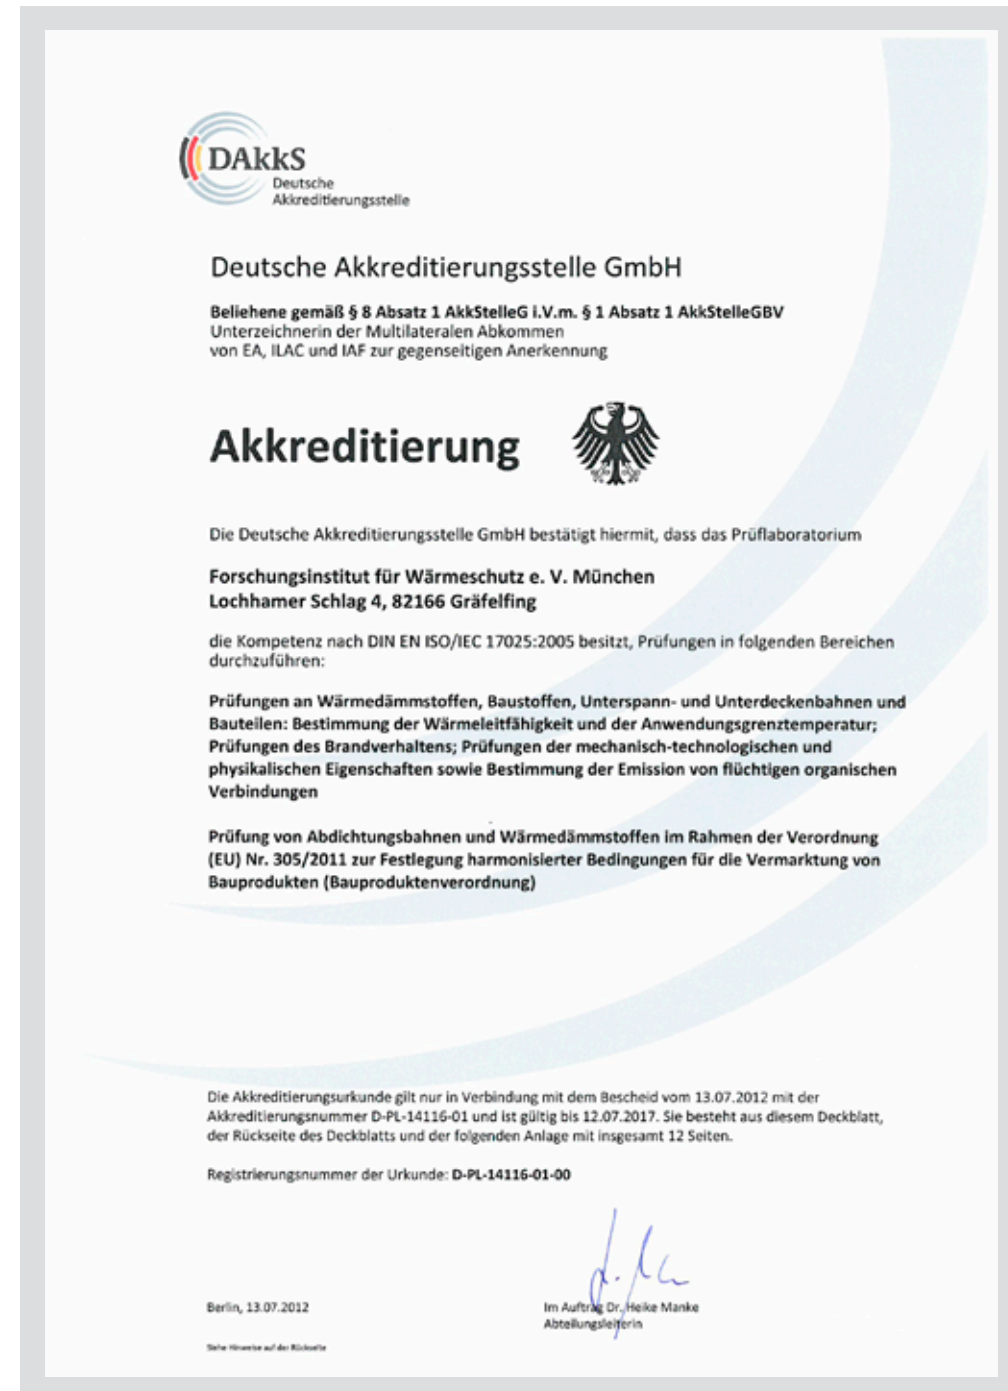 DAkkS
Deutsche
Akkreditierungsstelle
Deutsche Akkreditierungsstelle GmbH
Beliehene gemäß § 8 Absatz 1 AkkStelleG i.V.m. § 1 Absatz 1 AkkStelleGBV
Unterzeichnerin der Multilateralen Abkommen
von EA, ILAC und IAF zur gegenseitigen Anerkennung
Akkreditierung
Die Deutsche Akkreditierungsstelle GmbH bestätigt hiermit, dass das Prüflaboratorium
Forschungsinstitut für Wärmeschutz e. V. München
Lochhamer Schlag 4, 82166 Gräfelfing
die Kompetenz nach DIN EN ISO/IEC 17025:2005 besitzt, Prüfungen in folgenden Bereichen
durchzuführen:
Prüfungen an Wärmedämmstoffen, Baustoffen, Unterspann- und Unterdeckenbahnen und
Bauteilen: Bestimmung der Wärmeleitfähigkeit und der Anwendungsgrenztemperatur;
Prüfungen des Brandverhaltens; Prüfungen der mechanisch-technologischen und
physikalischen Eigenschaften sowie Bestimmung der Emission von flüchtigen organischen
Verbindungen
Prüfung von Abdichtungsbahnen und Wärmedämmstoffen im Rahmen der Verordnung
(EU) Nr. 305/2011 zur Festlegung harmonisierter Bedingungen für die Vermarktung von
Bauprodukten (Bauproduktenverordnung)
Die Akkreditierungsurkunde gilt nur in Verbindung mit dem Bescheid vom 13.07.2012 mit der
Akkreditierungsnummer D-PL-14116-01 und ist gültig bis 12.07.2017. Sie besteht aus diesem Deckblatt,
der Rückseite des Deckblatts und der folgenden Anlage mit insgesamt 12 Seiten.
Registrierungsnummer der Urkunde: D-PL-14116-01-00
Berlin, 13.07.2012
Im Auftrag Dr. Heike Manke
Abteilungsleiterin
Siehe Hinweise auf der Rückseite